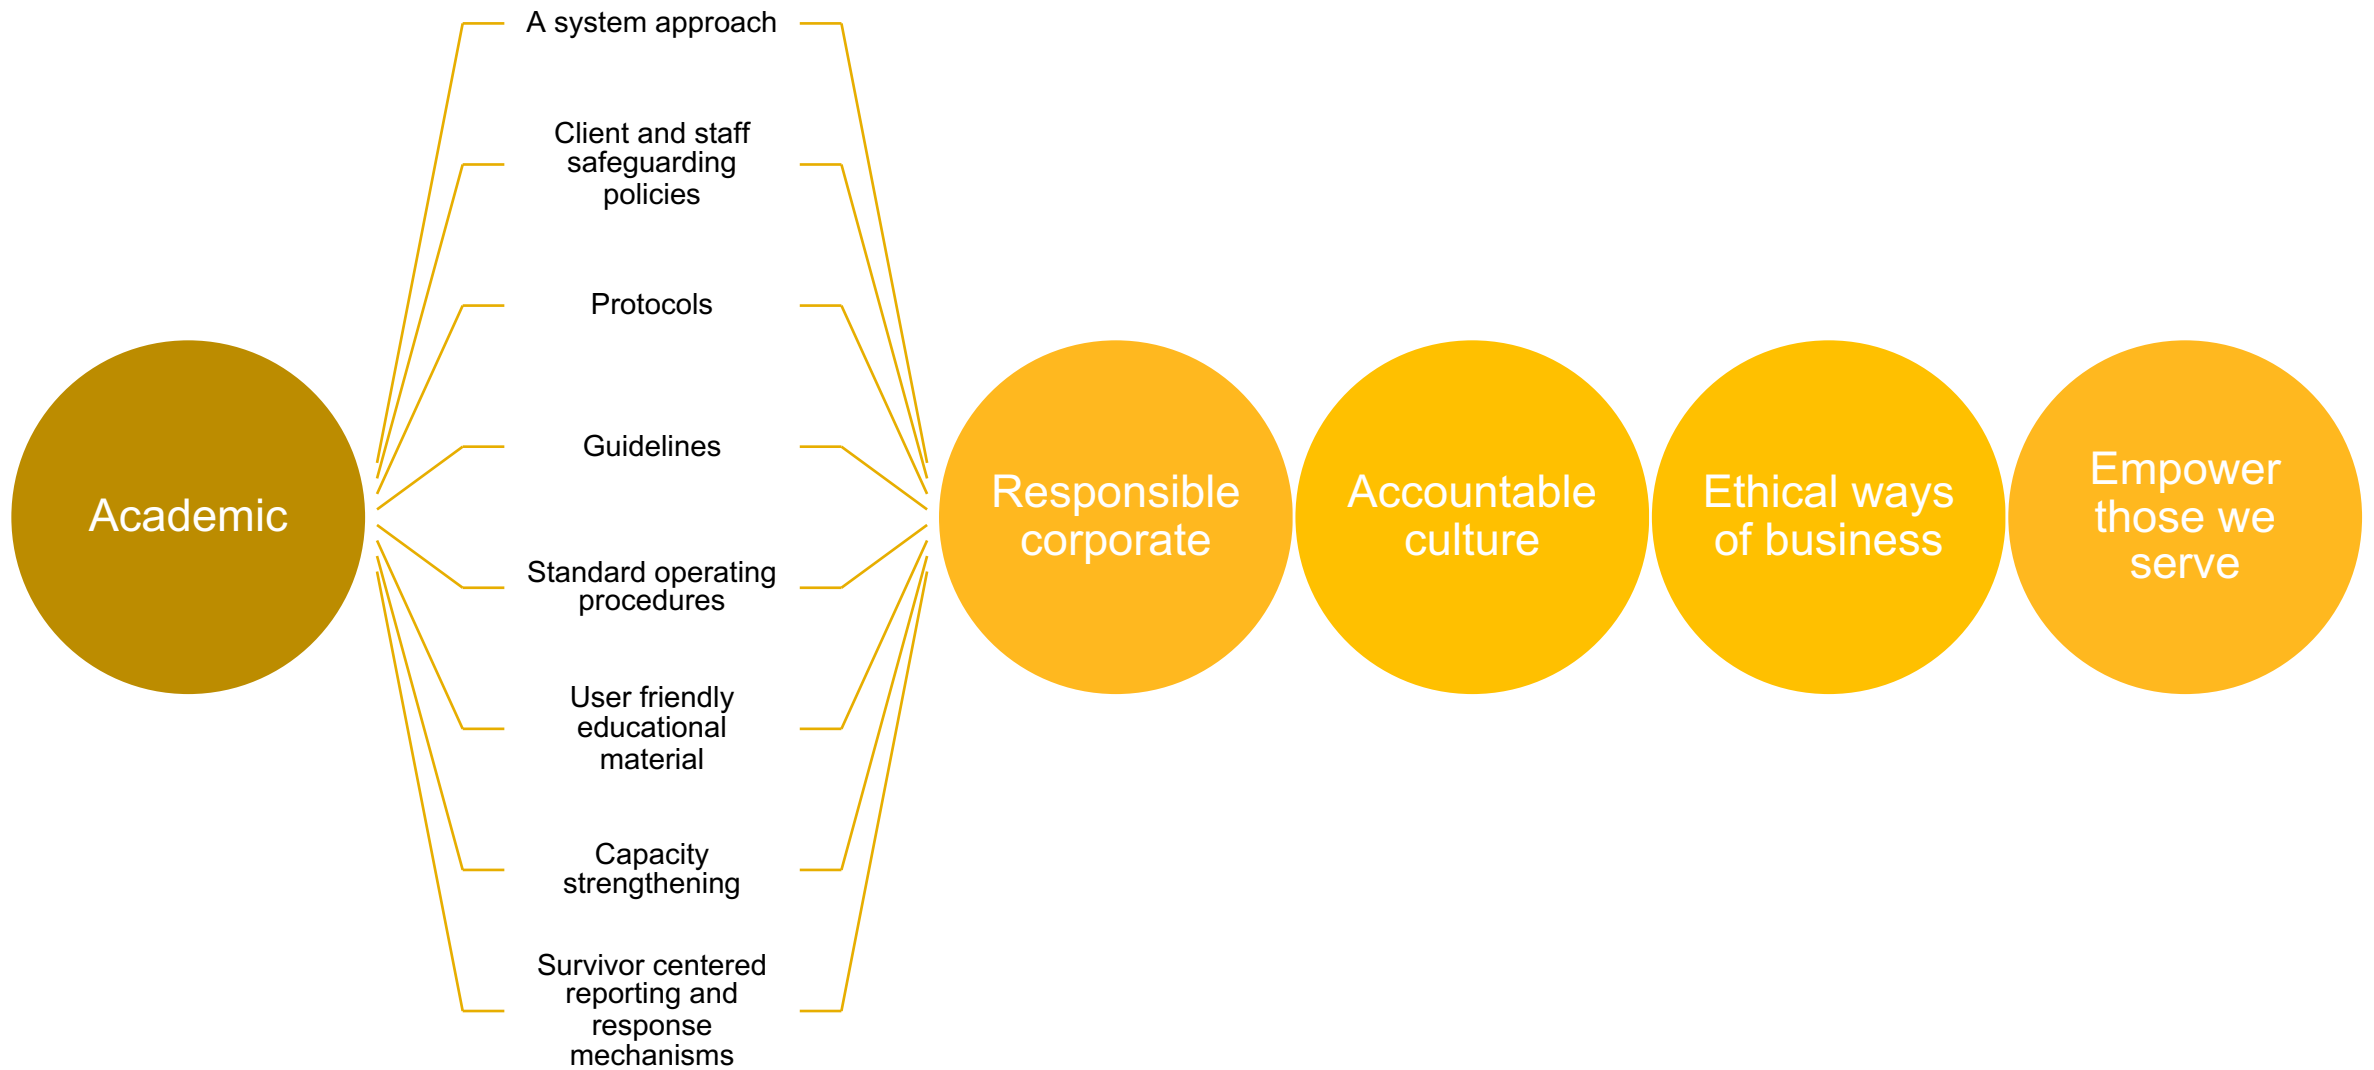 Academic
A system approach
Client and staff
safeguarding
policies
Protocols
Guidelines
Standard operating
procedures
User friendly
educational
material
Capacity
strengthening
Survivor centered
reporting and
response
mechanisms
Responsible
corporate
Accountable
culture
Ethical ways
of business
Empower
those we
serve